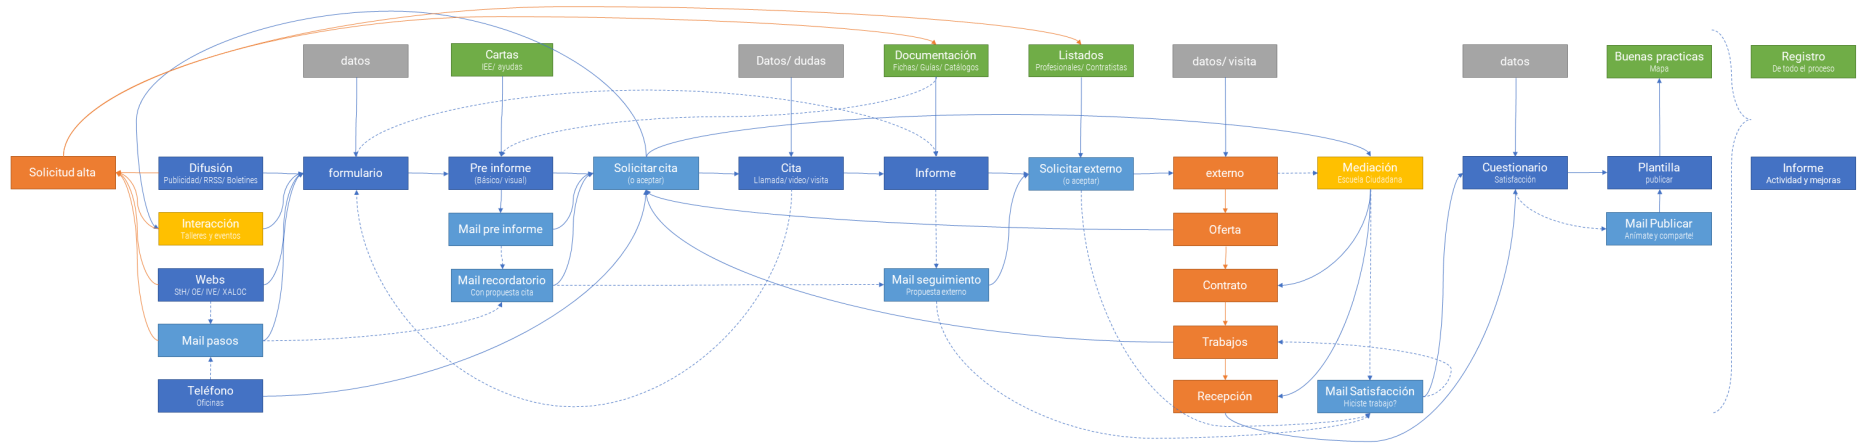 datos
Cartas
IEE/ ayudas
Datos/ dudas
Documentación
Fichas/ Guías/ Catálogos
Listados
Profesionales/ Contratistas
datos/ visita
datos
Buenas practicas
Mapa
Registro
De todo el proceso
Solicitud alta
Difusión
Publicidad/ RRSS/ Boletines
formulario
Pre informe
(Básico/ visual)
Solicitar cita
(o aceptar)
Cita
Llamada/ video/ visita
Informe
Solicitar externo
(o aceptar)
externo
Mediación
Escuela Ciudadana
Cuestionario
Satisfacción
Plantilla
publicar
Informe
Actividad y mejoras
Interacción
Talleres y eventos
Mail pre informe
Oferta
Mail Publicar
Anímate y comparte!
Webs
StH/ OE/ IVE/ XALOC
Mail recordatorio
Con propuesta cita
Mail seguimiento
Propuesta externo
Contrato
Mail pasos
Trabajos
Teléfono
Oficinas
Recepción
Mail Satisfacción
Hiciste trabajo?